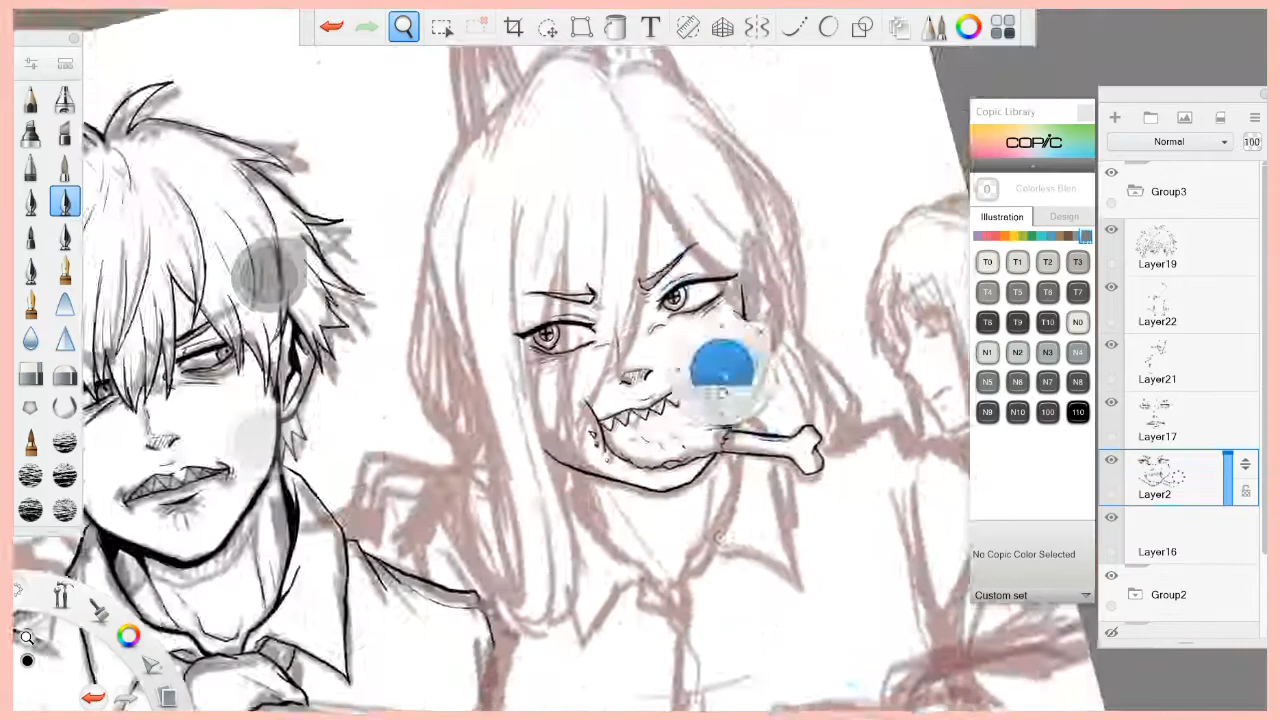 T
Copic Library
COPIC
0 Colorless Blen
Illustration Design
T0 T1 T2 T3
T4 T5 T6 T7
T8 T9 T10 N0
N1 N2 N3 N4
N5 N6 N7 N8
N9 N10 100 110
No Copic Color Selected
Custom set
Normal 100
Group3
Layer19
Layer22
Layer21
Layer17
Layer2
Layer16
Group2